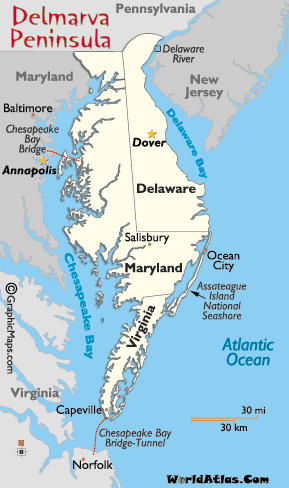 Delmarva
Peninsula
Pennsylvania
Delaware
River
Maryland
New
Jersey
Baltimore
Chesapeake
Bay
Bridge
Annapolis
Dover
Delaware Bay
Delaware
Salisbury
Ocean
City
Maryland
Assateague
Island
National
Seashore
Chesapeake Bay
©GraphicMaps.com
Virginia
Atlantic
Ocean
Virginia
Capeville
30 mi
30 km
Chesapeake Bay
Bridge-Tunnel
Norfolk
WorldAtlas.Com